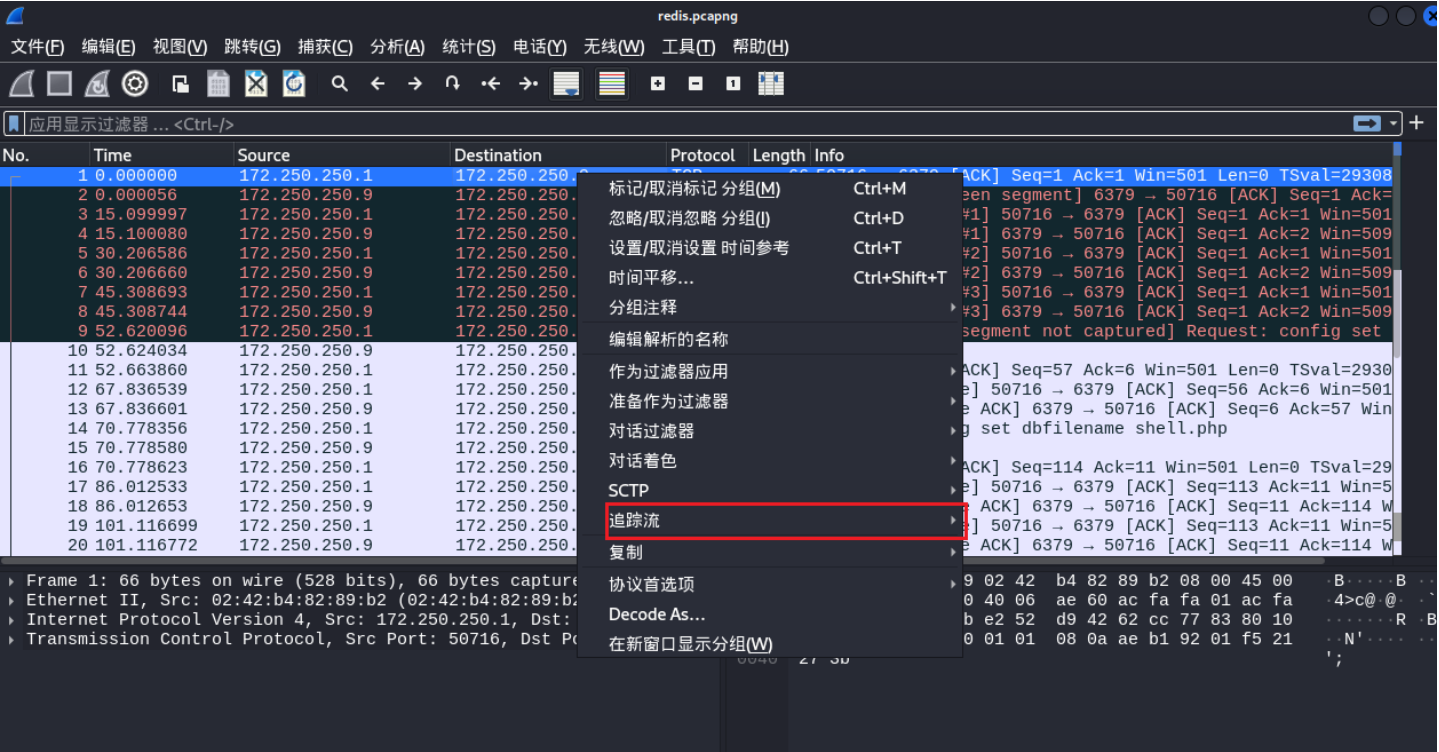 redis.pcapng
文件(F) 编辑(E) 视图(V) 跳转(G) 捕获(C) 分析(A) 统计(S) 电话(Y) 无线(W) 工具(T) 帮助(H)
应用显示过滤器 … <Ctrl-/>
No. Time Source Destination Protocol Length Info
1 0.000000 172.250.250.1 172.250.250. [ACK] Seq=1 Ack=1 Win=501 Len=0 TSval=29308
2 0.000056 172.250.250.9 172.250.250. een segment] 6379 → 50716 [ACK] Seq=1 Ack=
3 15.099997 172.250.250.1 172.250.250. #1] 50716 → 6379 [ACK] Seq=1 Ack=1 Win=501
4 15.100080 172.250.250.9 172.250.250. #1] 6379 → 50716 [ACK] Seq=1 Ack=2 Win=509
5 30.206586 172.250.250.1 172.250.250. #2] 50716 → 6379 [ACK] Seq=1 Ack=1 Win=501
6 30.206660 172.250.250.9 172.250.250. #2] 6379 → 50716 [ACK] Seq=1 Ack=2 Win=509
7 45.308693 172.250.250.1 172.250.250. #3] 50716 → 6379 [ACK] Seq=1 Ack=1 Win=501
8 45.308744 172.250.250.9 172.250.250. #3] 6379 → 50716 [ACK] Seq=1 Ack=2 Win=509
9 52.620096 172.250.250.1 172.250.250. segment not captured] Request: config set
10 52.624034 172.250.250.9 172.250.250.
11 52.663860 172.250.250.1 172.250.250. ACK] Seq=57 Ack=6 Win=501 Len=0 TSval=2930
12 67.836539 172.250.250.1 172.250.250. e] 50716 → 6379 [ACK] Seq=56 Ack=6 Win=501
13 67.836601 172.250.250.9 172.250.250. e ACK] 6379 → 50716 [ACK] Seq=6 Ack=57 Win
14 70.778356 172.250.250.1 172.250.250. g set dbfilename shell.php
15 70.778580 172.250.250.9 172.250.250.
16 70.778623 172.250.250.1 172.250.250. ACK] Seq=114 Ack=11 Win=501 Len=0 TSval=29
17 86.012533 172.250.250.1 172.250.250. e] 50716 → 6379 [ACK] Seq=113 Ack=11 Win=5
18 86.012653 172.250.250.9 172.250.250. e ACK] 6379 → 50716 [ACK] Seq=11 Ack=114 W
19 101.116699 172.250.250.1 172.250.250. e] 50716 → 6379 [ACK] Seq=113 Ack=11 Win=5
20 101.116772 172.250.250.9 172.250.250. e ACK] 6379 → 50716 [ACK] Seq=11 Ack=114 W
标记/取消标记 分组(M) Ctrl+M
忽略/取消忽略 分组(I) Ctrl+D
设置/取消设置 时间参考 Ctrl+T
时间平移… Ctrl+Shift+T
分组注释
编辑解析的名称
作为过滤器应用
准备作为过滤器
对话过滤器
对话着色
SCTP
追踪流
复制
协议首选项
Decode As…
在新窗口显示分组(W)
Frame 1: 66 bytes on wire (528 bits), 66 bytes capture
Ethernet II, Src: 02:42:b4:82:89:b2 (02:42:b4:82:89:b2
Internet Protocol Version 4, Src: 172.250.250.1, Dst:
Transmission Control Protocol, Src Port: 50716, Dst Po
9 02 42 b4 82 89 b2 08 00 45 00 ·B·····B ··
0 40 06 ae 60 ac fa fa 01 ac fa ·4>c@·@· ·`
b e2 52 d9 42 62 cc 77 83 80 10 ·······R ·B
0 01 01 08 0a ae b1 92 01 f5 21 ··N'···· ··
0040 27 3b ';